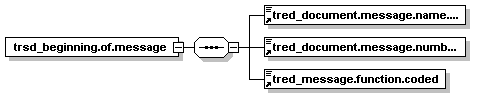 tred_document.message.name....
trsd_beginning.of.message
tred_document.message.numb...
tred_message.function.coded